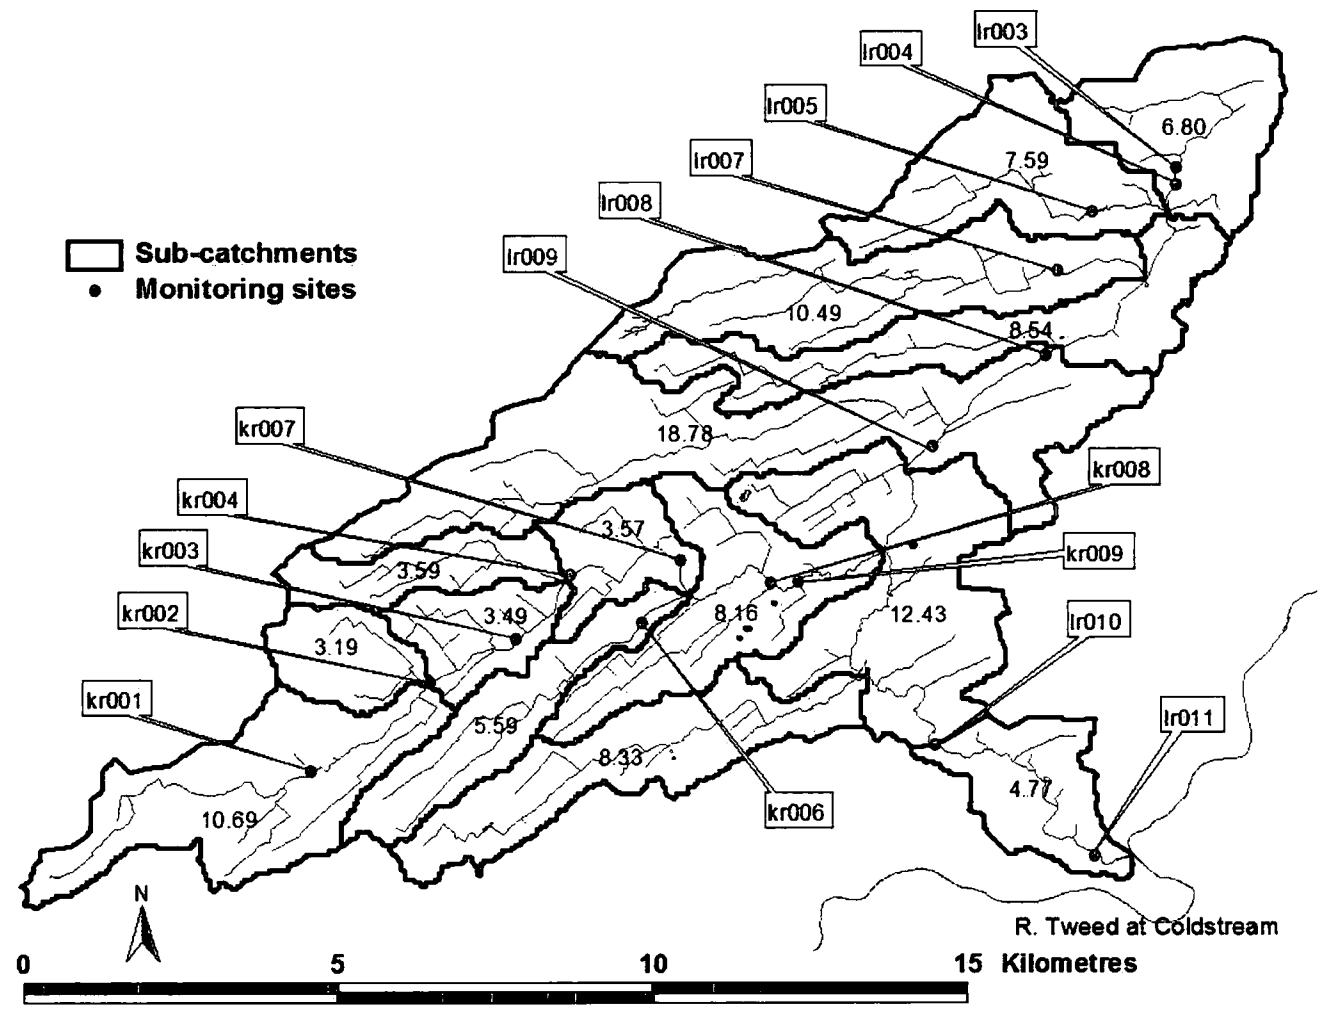 lr003
lr004
lr005
6.80
7.59
lr007
lr008
lr009
Sub-catchments
Monitoring sites
10.49
8.54
kr007
18.78
kr008
kr004
3.57
kr003
kr009
3.59
kr002
3.49
8.16
12.43
lr010
3.19
kr001
5.59
lr011
8.33
4.77
kr006
10.69
N
R. Tweed at Coldstream
0 5 10 15 Kilometres